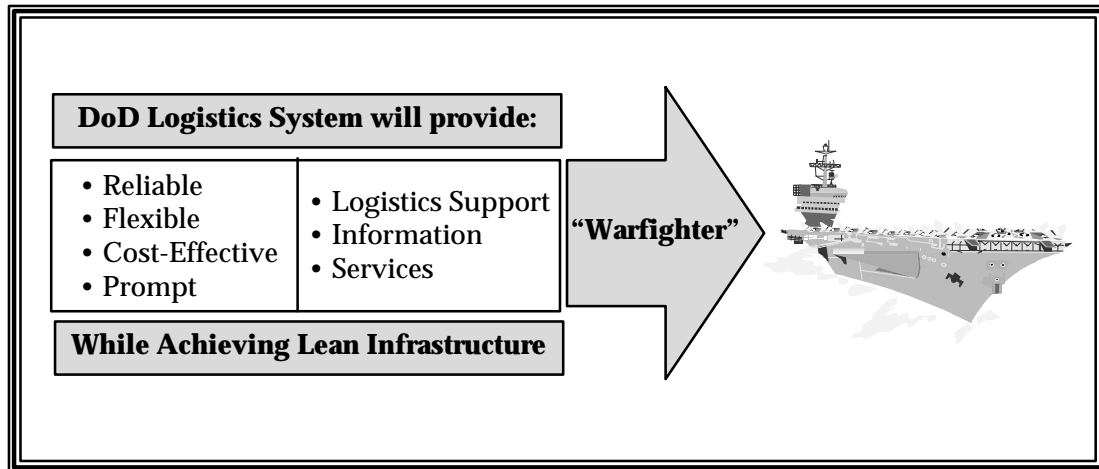 DoD Logistics System will provide:
• Reliable
• Flexible
• Cost-Effective
• Prompt
• Logistics Support
• Information
• Services
“Warfighter”
While Achieving Lean Infrastructure